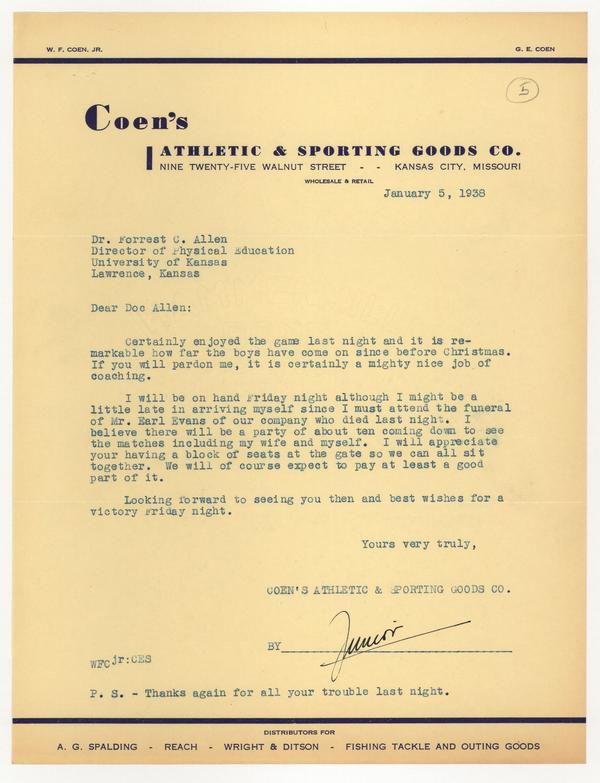 W. F. COEN, JR. G. E. COEN
5
Coen's
ATHLETIC & SPORTING GOODS CO.
NINE TWENTY-FIVE WALNUT STREET - - KANSAS CITY, MISSOURI
WHOLESALE & RETAIL
January 5, 1938
Dr. Forrest C. Allen
Director of Physical Education
University of Kansas
Lawrence, Kansas
Dear Doc Allen:
Certainly enjoyed the game last night and it is re-
markable how far the boys have come on since before Christmas.
If you will pardon me, it is certainly a mighty nice job of
coaching.
I will be on hand Friday night although I might be a
little late in arriving myself since I must attend the funeral
of Mr. Earl Evans of our company who died last night. I
believe there will be a party of about ten coming down to see
the matches including my wife and myself. I will appreciate
your having a block of seats at the gate so we can all sit
together. We will of course expect to pay at least a good
part of it.
Looking forward to seeing you then and best wishes for a
victory Friday night.
Yours very truly,
COEN'S ATHLETIC & SPORTING GOODS CO.
BY Junior
WFCjr:CES
P. S. - Thanks again for all your trouble last night.
DISTRIBUTORS FOR
A. G. SPALDING - REACH - WRIGHT & DITSON - FISHING TACKLE AND OUTING GOODS